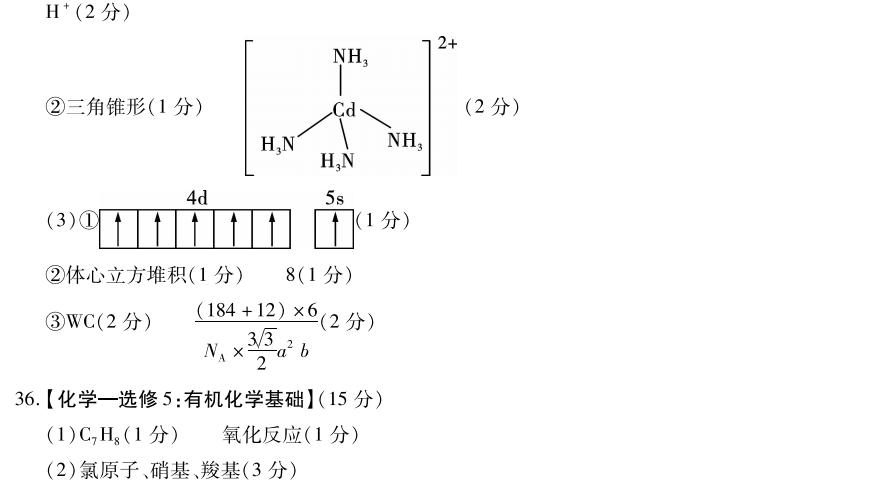 H⁺(2 分)
②三角锥形(1 分) [Cd NH₃ NH₃ H₃N H₃N]²⁺ (2 分)
4d 5s
(3)① ↑ ↑ ↑ ↑ ↑ ↑ (1 分)
②体心立方堆积(1 分) 8(1 分)
③WC(2 分) (184 + 12) × 6 / N_A × 3√3/2 a² b (2 分)
36.【化学—选修 5:有机化学基础】(15 分)
(1)C₇H₈(1 分) 氧化反应(1 分)
(2)氯原子、硝基、羧基(3 分)